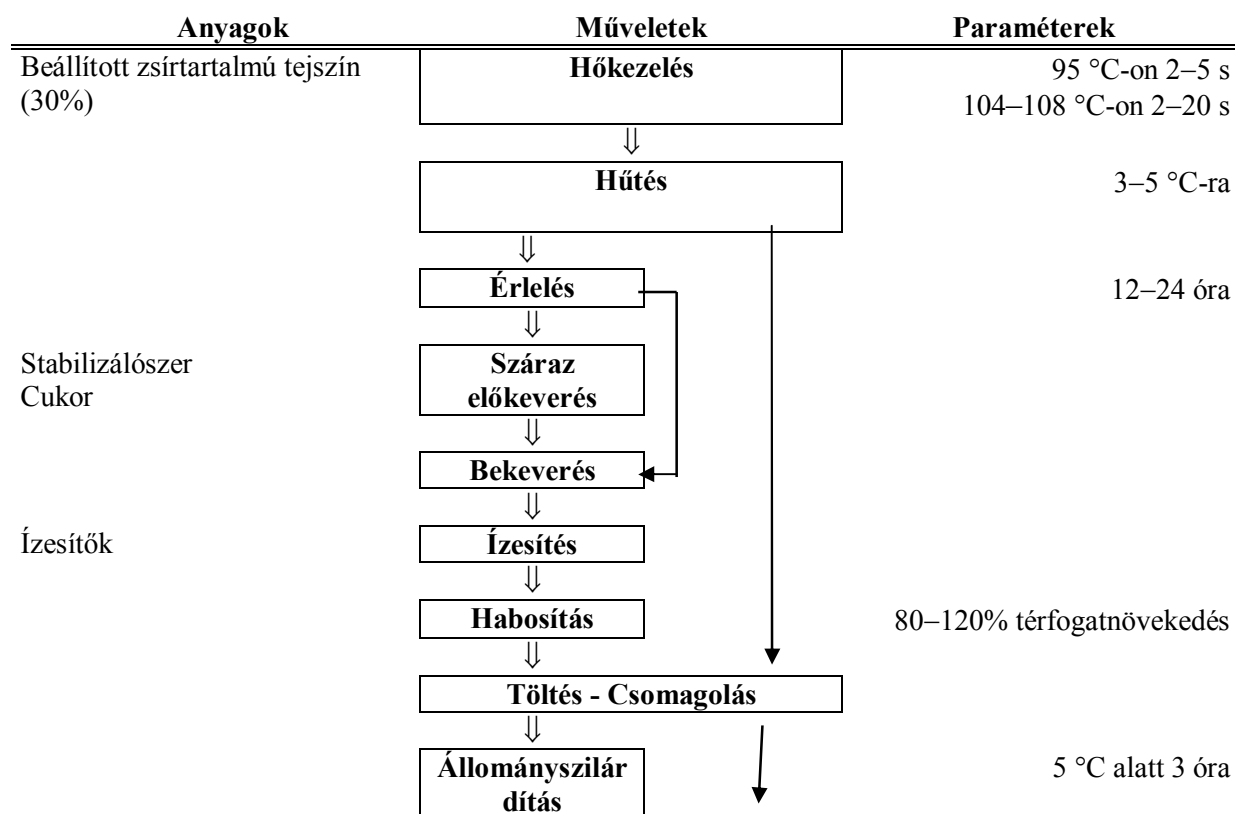 Anyagok Műveletek Paraméterek
Beállított zsírtartalmú tejszín Hőkezelés 95 °C-on 2–5 s
(30%) 104–108 °C-on 2–20 s
⇓
Hűtés 3–5 °C-ra
⇓
Érlelés 12–24 óra
⇓
Stabilizálószer Száraz
Cukor előkeverés
⇓
Bekeverés
⇓
Ízesítők Ízesítés
⇓
Habosítás 80–120% térfogatnövekedés
⇓
Töltés - Csomagolás
⇓
Állományszilár 5 °C alatt 3 óra
dítás